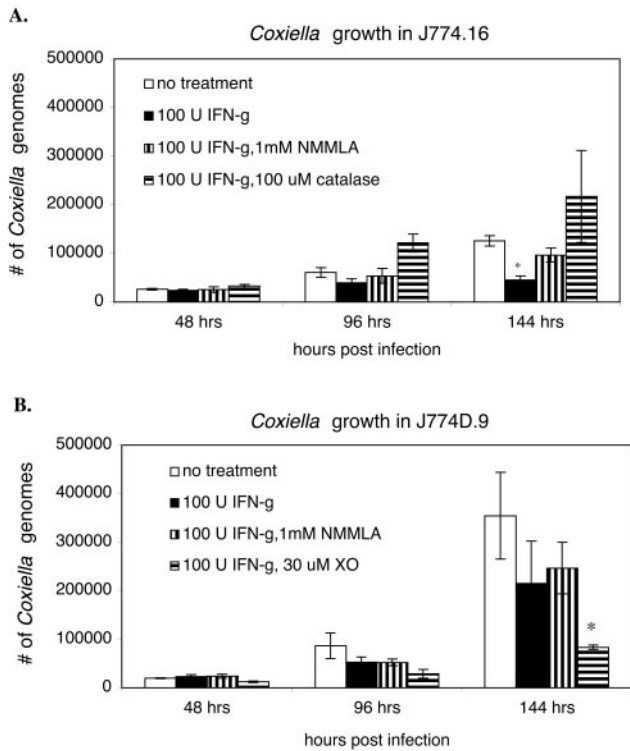 A.
Coxiella growth in J774.16
500000
400000
300000
200000
100000
0
# of Coxiella genomes
no treatment
100 U IFN-g
100 U IFN-g,1mM NMMLA
100 U IFN-g,100 uM catalase
*
48 hrs 96 hrs 144 hrs
hours post infection
B.
Coxiella growth in J774D.9
500000
400000
300000
200000
100000
0
# of Coxiella genomes
no treatment
100 U IFN-g
100 U IFN-g,1mM NMMLA
100 U IFN-g, 30 uM XO
*
48 hrs 96 hrs 144 hrs
hours post infection